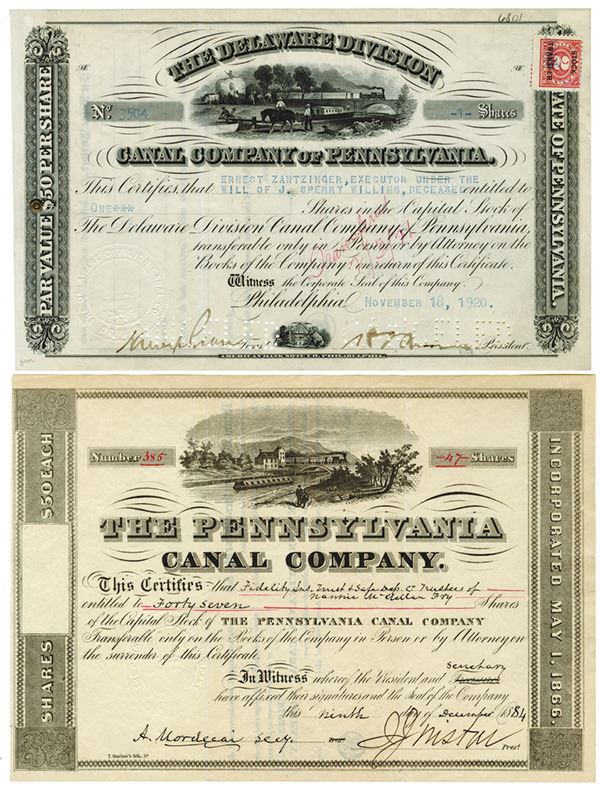 6801
THE DELAWARE DIVISION
STOCK TRANSFER
2
No. 3504
-1- Shares
CANAL COMPANY OF PENNSYLVANIA.
PAR VALUE $50 PER SHARE
STATE OF PENNSYLVANIA.
This Certifies, that ERNEST ZANTZINGER, EXECUTOR UNDER THE
WILL OF J. SPERRY WILLING, DECEASED entitled to
ONE*** Shares in the Capital Stock of
The Delaware Division Canal Company of Pennsylvania,
transferable only in Person or by Attorney on the
Books of the Company on return of this Certificate.
Witness the Corporate Seal of this Company.
Philadelphia NOVEMBER 18, 1920.
President.
AMERICAN BANK NOTE CO. PHILADELPHIA.
Number 385
-47- Shares
THE PENNSYLVANIA
CANAL COMPANY.
$50 EACH
SHARES
INCORPORATED MAY 1, 1866.
This Certifies that Fidelity Ins. Trust & Safe Dep. Co Trustees of
Nannie
entitled to Forty Seven Shares
of the Capital Stock of THE PENNSYLVANIA CANAL COMPANY
Transferable only on the Books of the Company in Person or by Attorney on
the surrender of this Certificate.
Secretary
In Witness whereof the President and
have affixed their signatures and the Seal of the Company
this ninth day of December 1884
A. Mordecai Secy.
Prest.